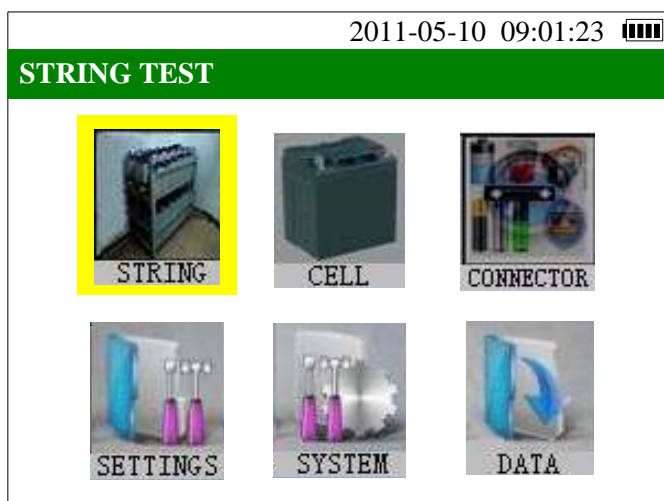 2011-05-10 09:01:23
STRING TEST
STRING CELL CONNECTOR
SETTINGS SYSTEM DATA